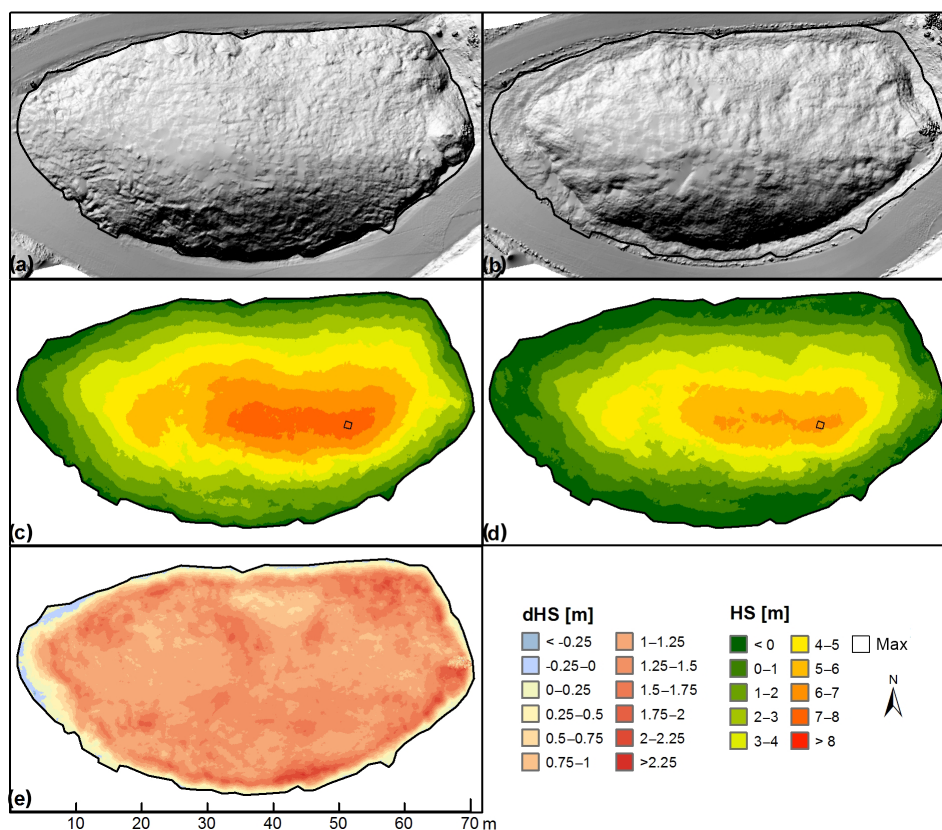 (a)
(b)
(c)
(d)
(e)
dHS [m]
< -0.25
-0.25–0
0–0.25
0.25–0.5
0.5–0.75
0.75–1
1–1.25
1.25–1.5
1.5–1.75
1.75–2
2–2.25
>2.25
HS [m]
< 0
0–1
1–2
2–3
3–4
4–5
5–6
6–7
7–8
> 8
Max
N
10 20 30 40 50 60 70 m